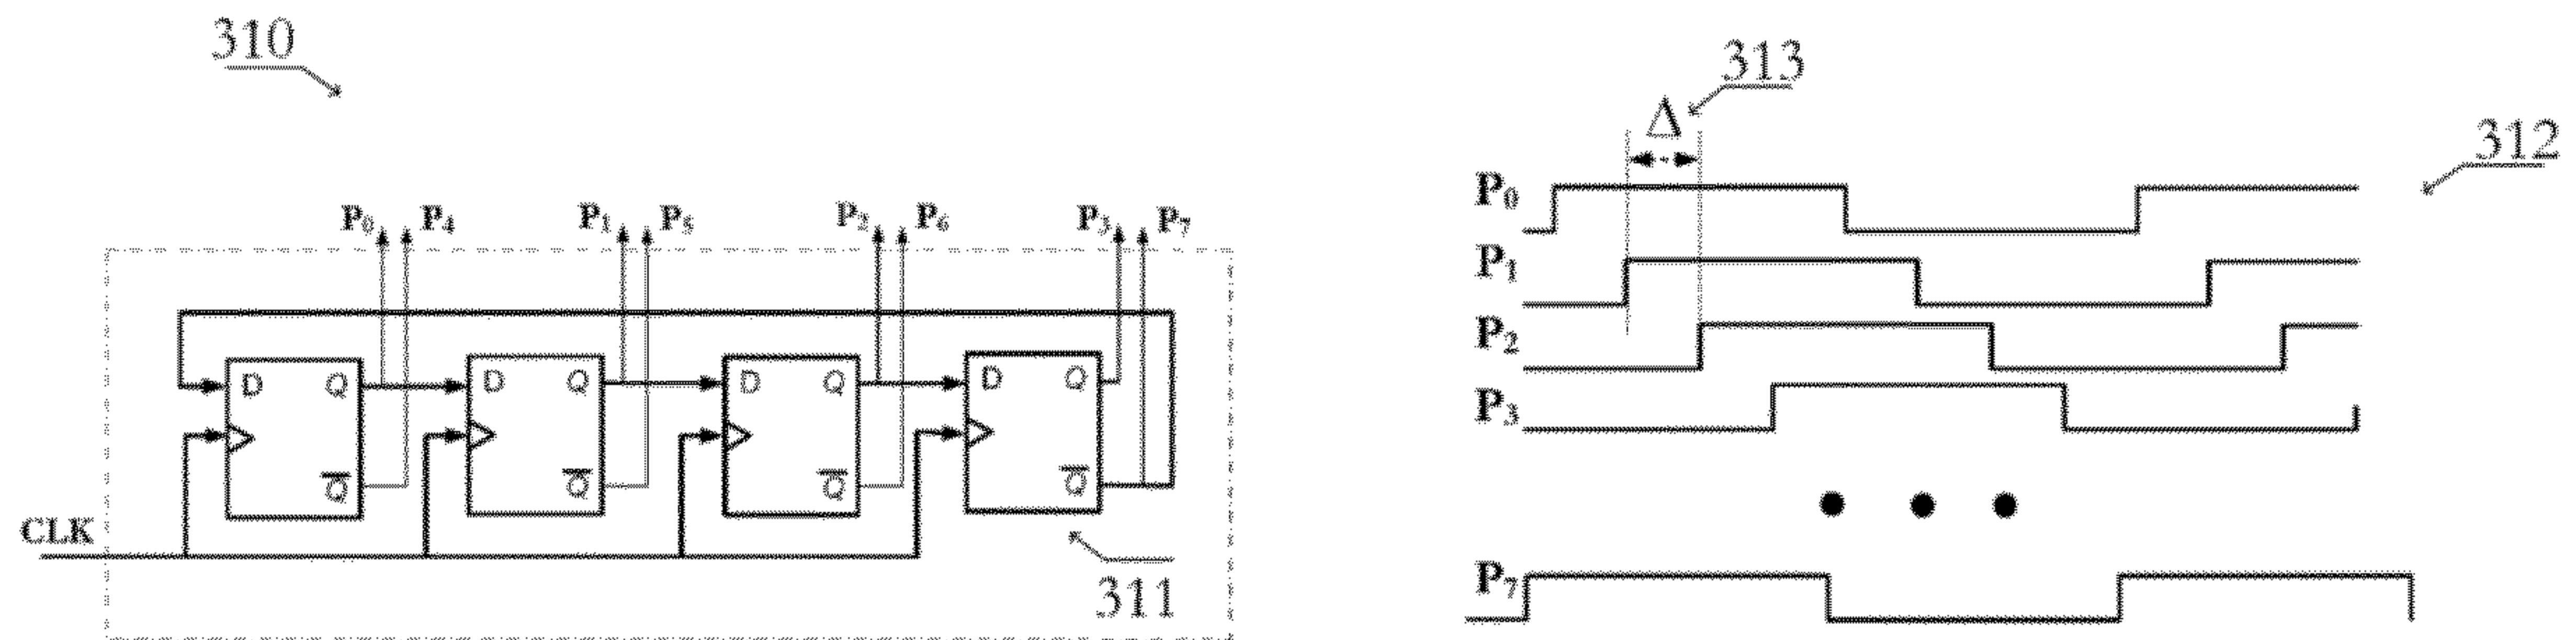 310
P₀ P₄ P₁ P₅ P₂ P₆ P₃ P₇
D Q D Q D Q D Q
Q̅ Q̅ Q̅ Q̅
CLK
311
313
Δ
312
P₀
P₁
P₂
P₃
P₇